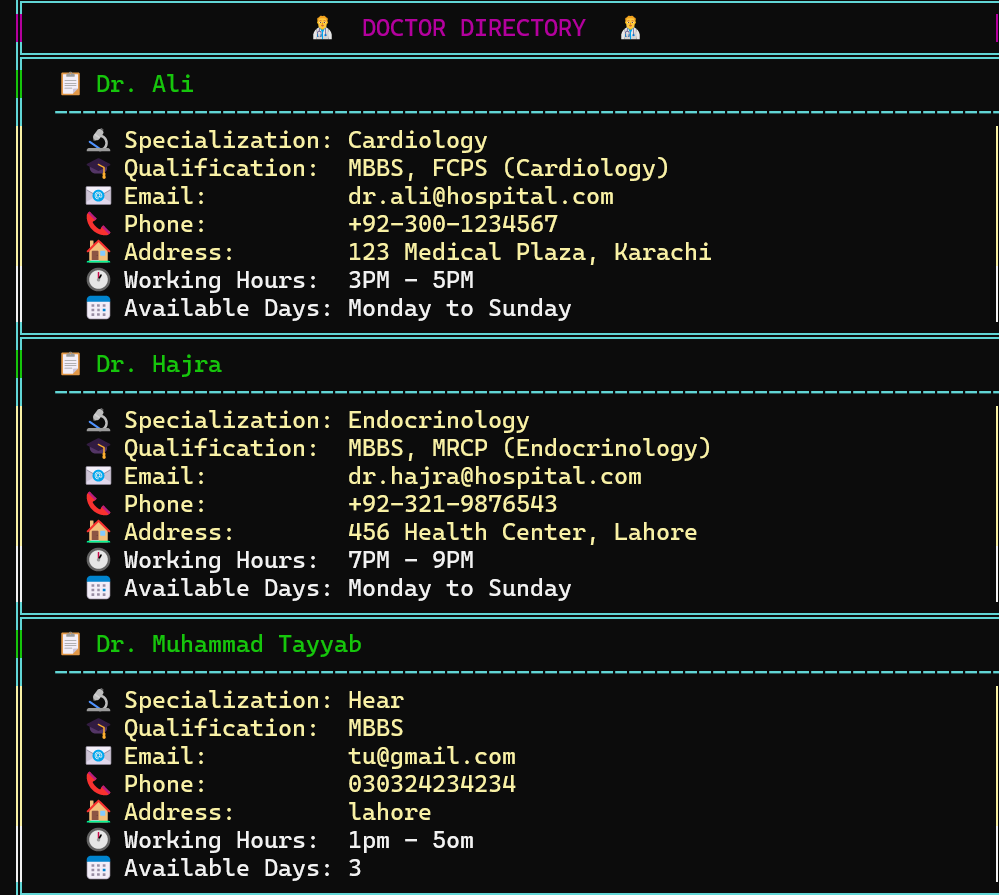 DOCTOR DIRECTORY
Dr. Ali
Specialization: Cardiology
Qualification: MBBS, FCPS (Cardiology)
Email: dr.ali@hospital.com
Phone: +92-300-1234567
Address: 123 Medical Plaza, Karachi
Working Hours: 3PM - 5PM
Available Days: Monday to Sunday
Dr. Hajra
Specialization: Endocrinology
Qualification: MBBS, MRCP (Endocrinology)
Email: dr.hajra@hospital.com
Phone: +92-321-9876543
Address: 456 Health Center, Lahore
Working Hours: 7PM - 9PM
Available Days: Monday to Sunday
Dr. Muhammad Tayyab
Specialization: Hear
Qualification: MBBS
Email: tu@gmail.com
Phone: 030324234234
Address: lahore
Working Hours: 1pm - 5om
Available Days: 3